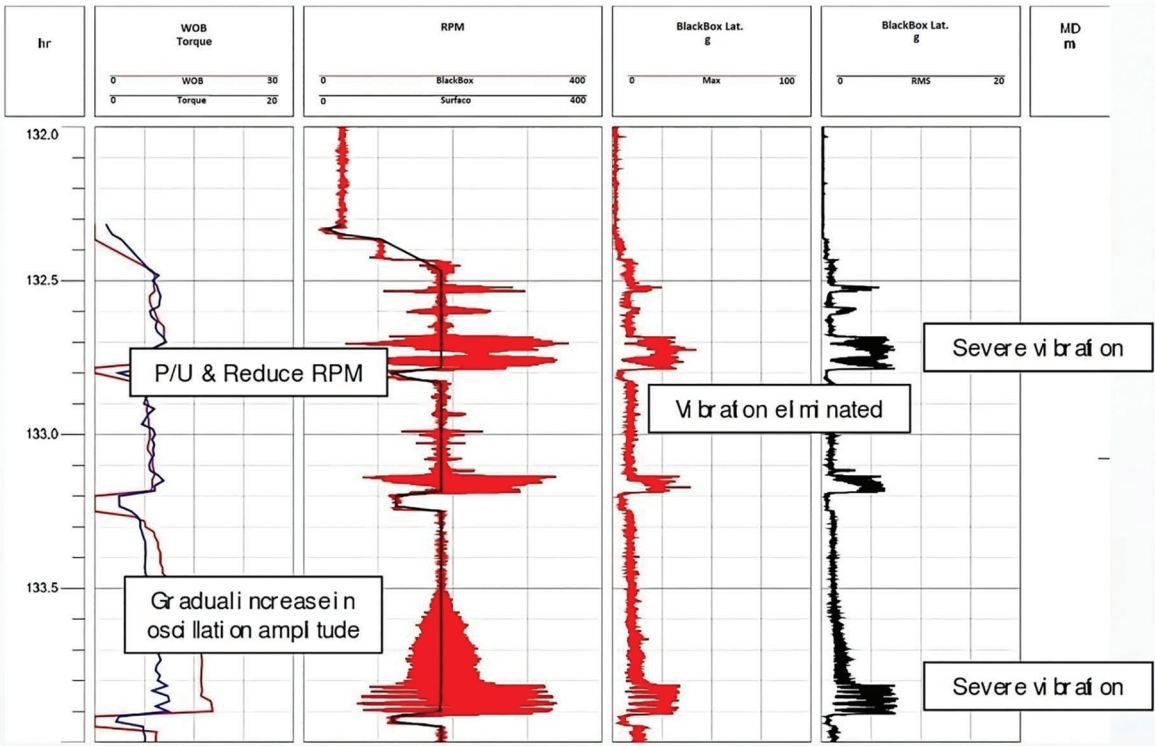 hr
WOB
Torque
0 WOB 30
0 Torque 20
RPM
0 BlackBox 400
0 Surfaco 400
BlackBox Lat.
g
0 Max 100
BlackBox Lat.
g
0 RMS 20
MD
m
132.0
132.5
Severe vibration
P/U & Reduce RPM
Vibration eliminated
133.0
133.5
Gradual increase in
oscillation amplitude
Severe vibration